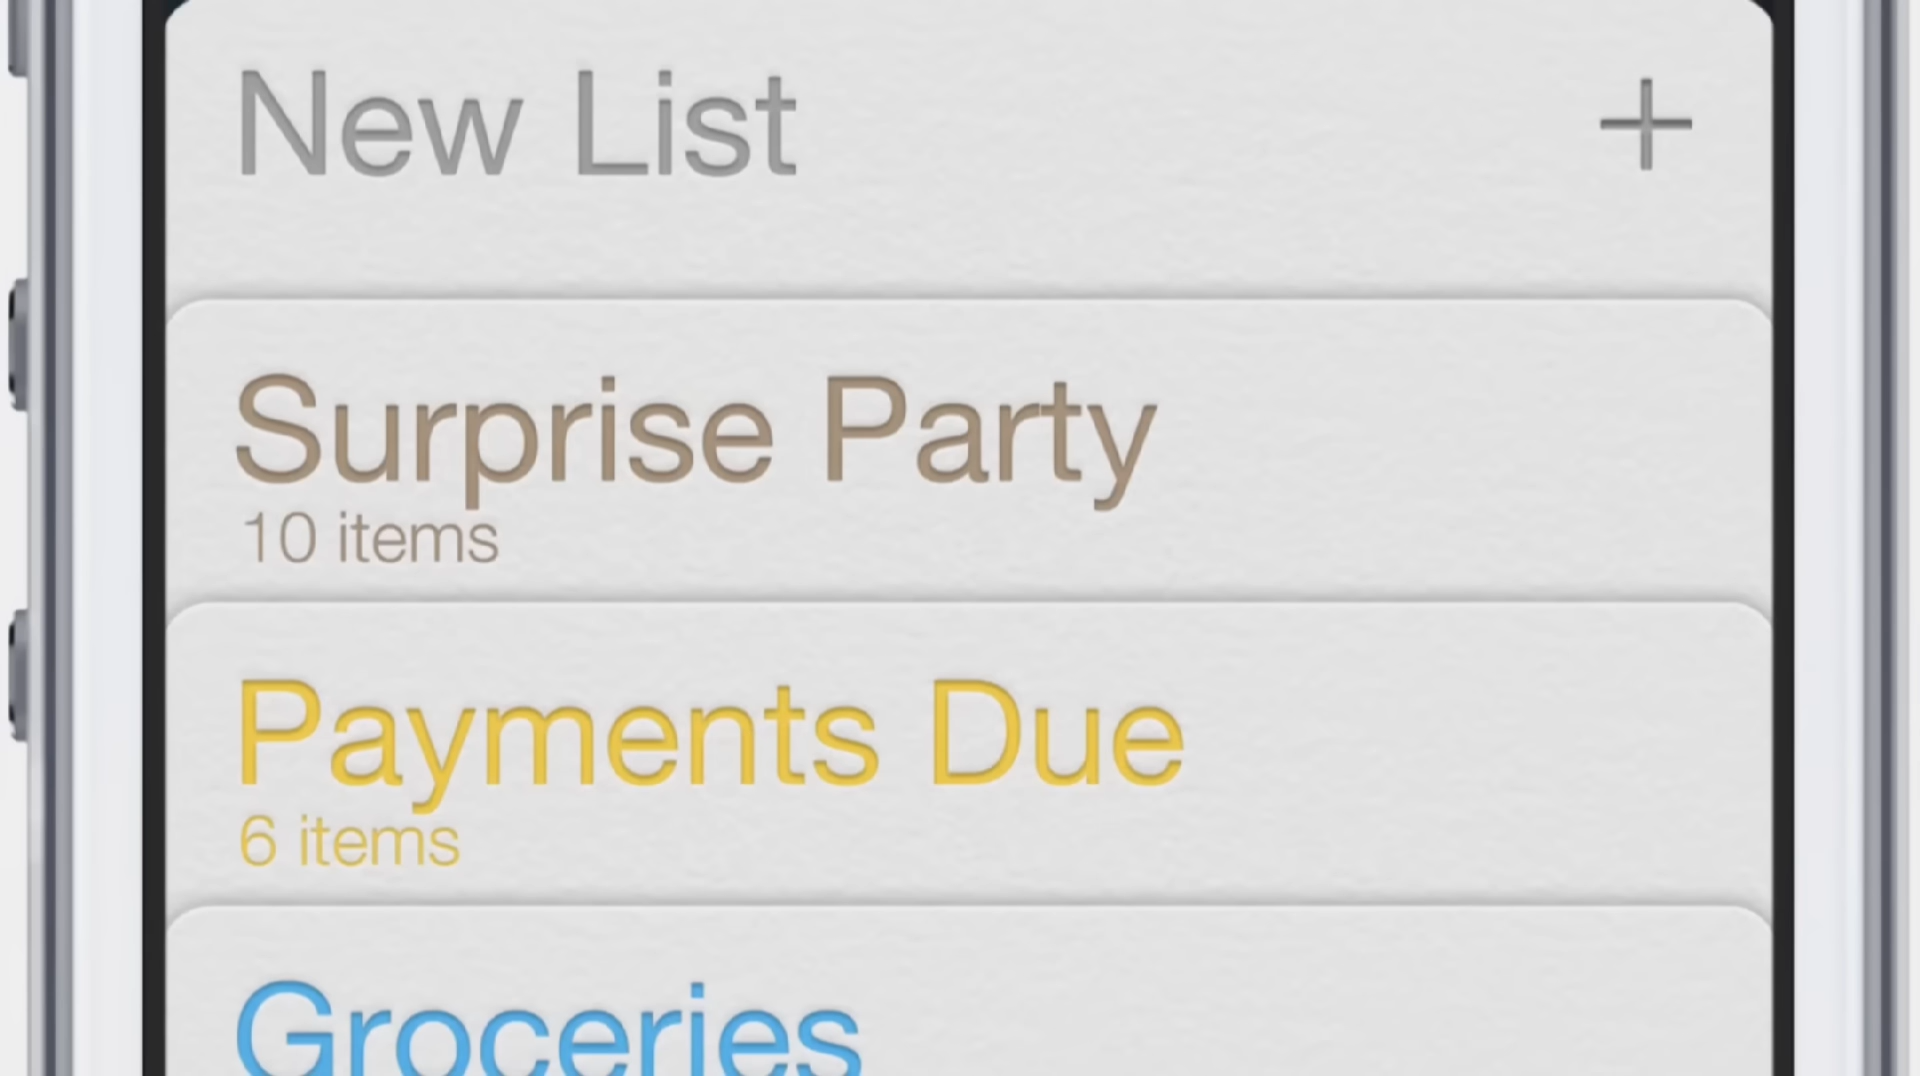 New List
Surprise Party
10 items
Payments Due
6 items
Groceries